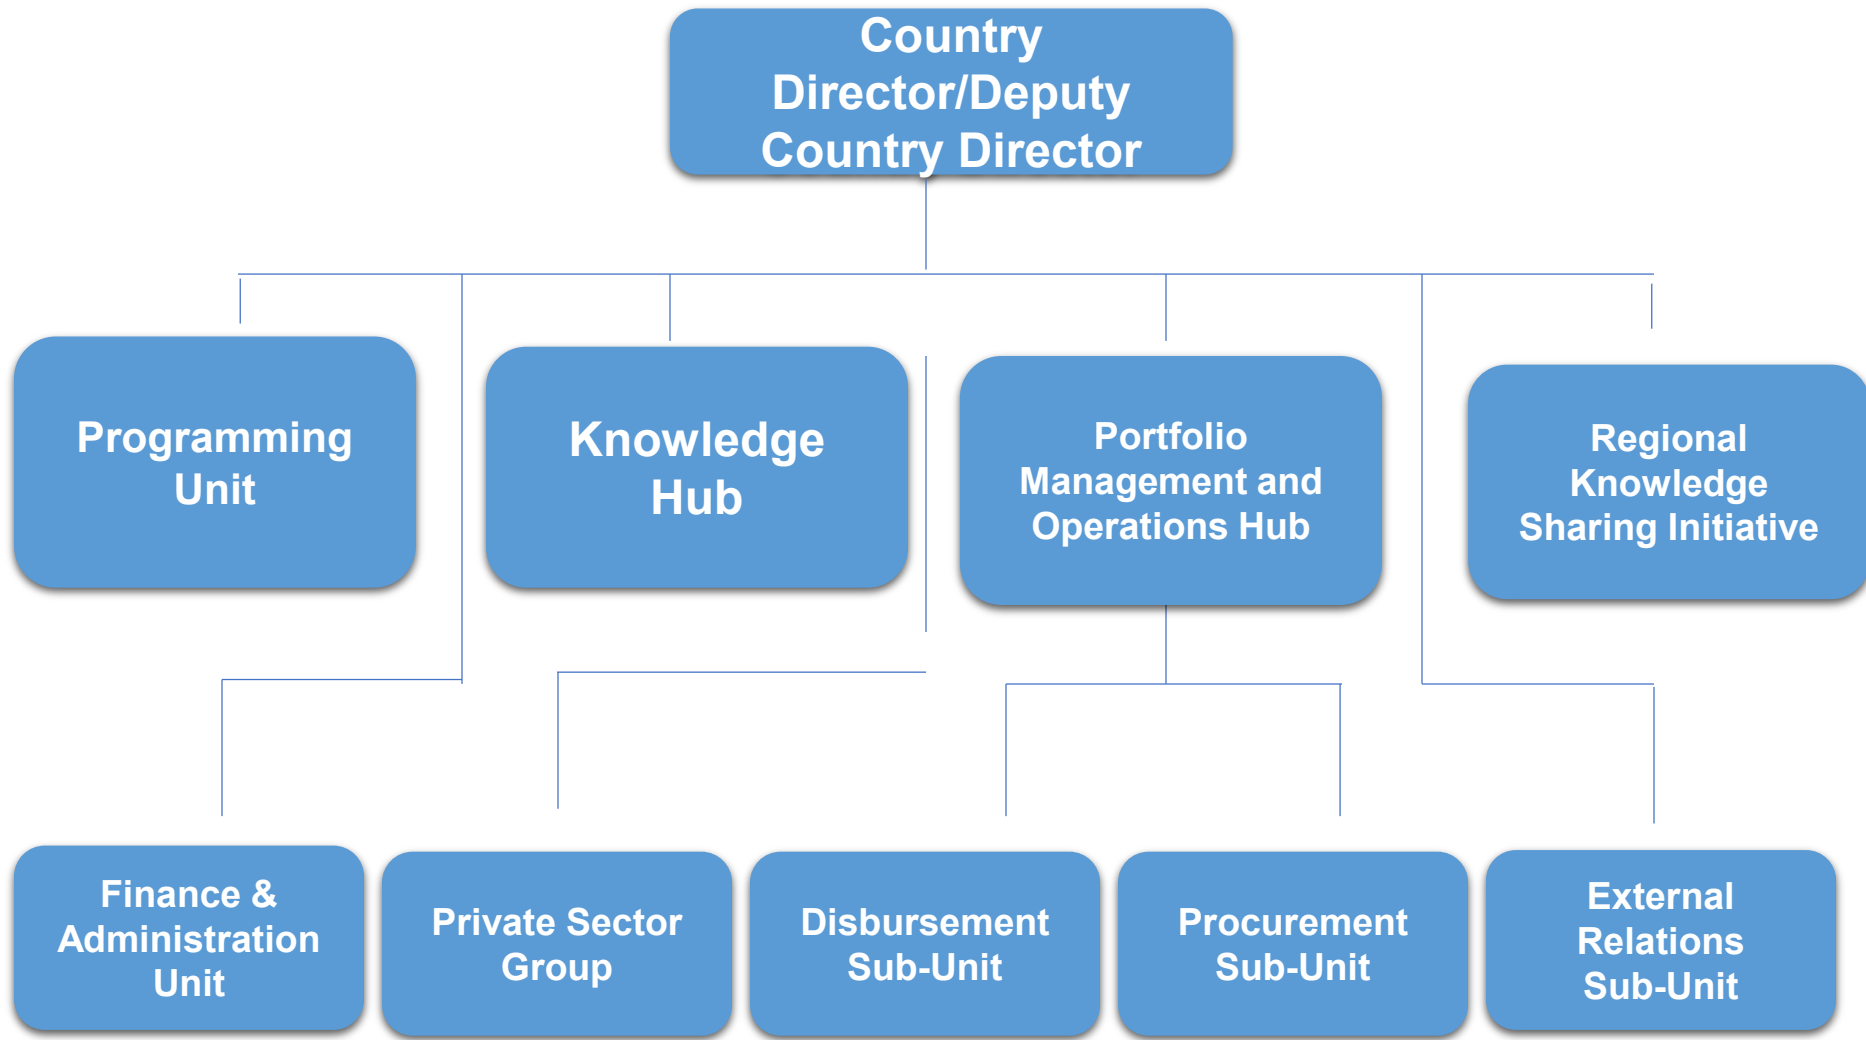 Country
Director/Deputy
Country Director
Programming
Unit
Knowledge
Hub
Portfolio
Management and
Operations Hub
Regional
Knowledge
Sharing Initiative
Finance &
Administration
Unit
Private Sector
Group
Disbursement
Sub-Unit
Procurement
Sub-Unit
External
Relations
Sub-Unit